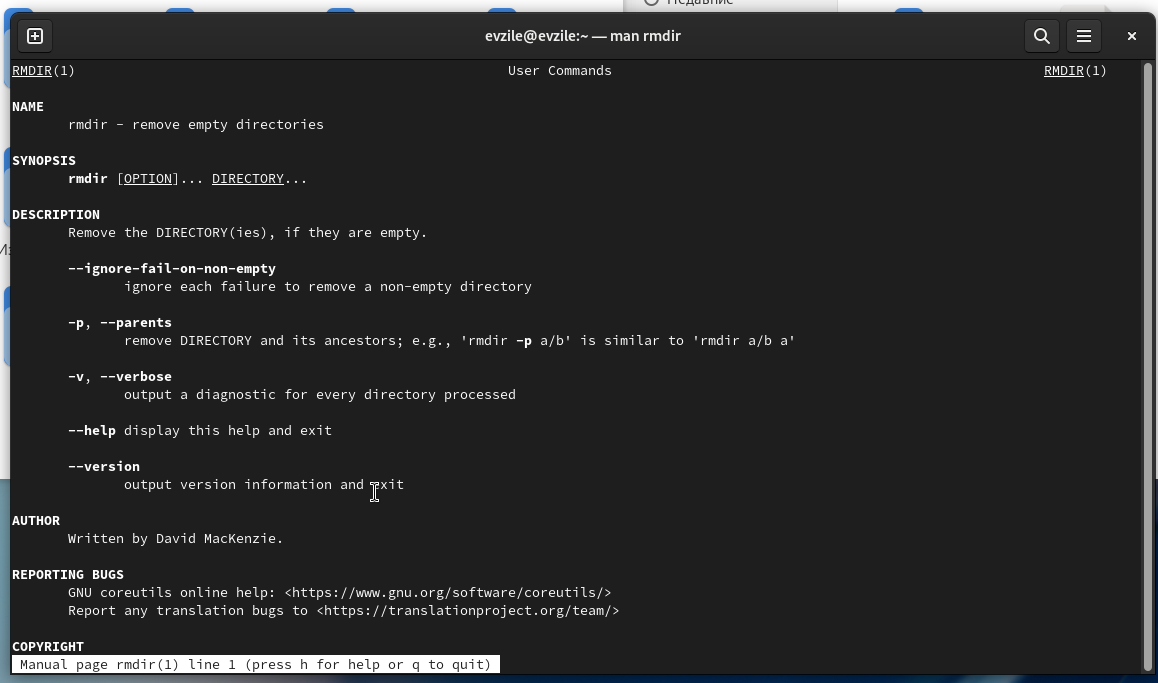 Недавние
evzile@evzile:~ — man rmdir
RMDIR(1) User Commands RMDIR(1)
NAME
rmdir - remove empty directories
SYNOPSIS
rmdir [OPTION]... DIRECTORY...
DESCRIPTION
Remove the DIRECTORY(ies), if they are empty.
--ignore-fail-on-non-empty
ignore each failure to remove a non-empty directory
-p, --parents
remove DIRECTORY and its ancestors; e.g., 'rmdir -p a/b' is similar to 'rmdir a/b a'
-v, --verbose
output a diagnostic for every directory processed
--help display this help and exit
--version
output version information and exit
AUTHOR
Written by David MacKenzie.
REPORTING BUGS
GNU coreutils online help: <https://www.gnu.org/software/coreutils/>
Report any translation bugs to <https://translationproject.org/team/>
COPYRIGHT
Manual page rmdir(1) line 1 (press h for help or q to quit)